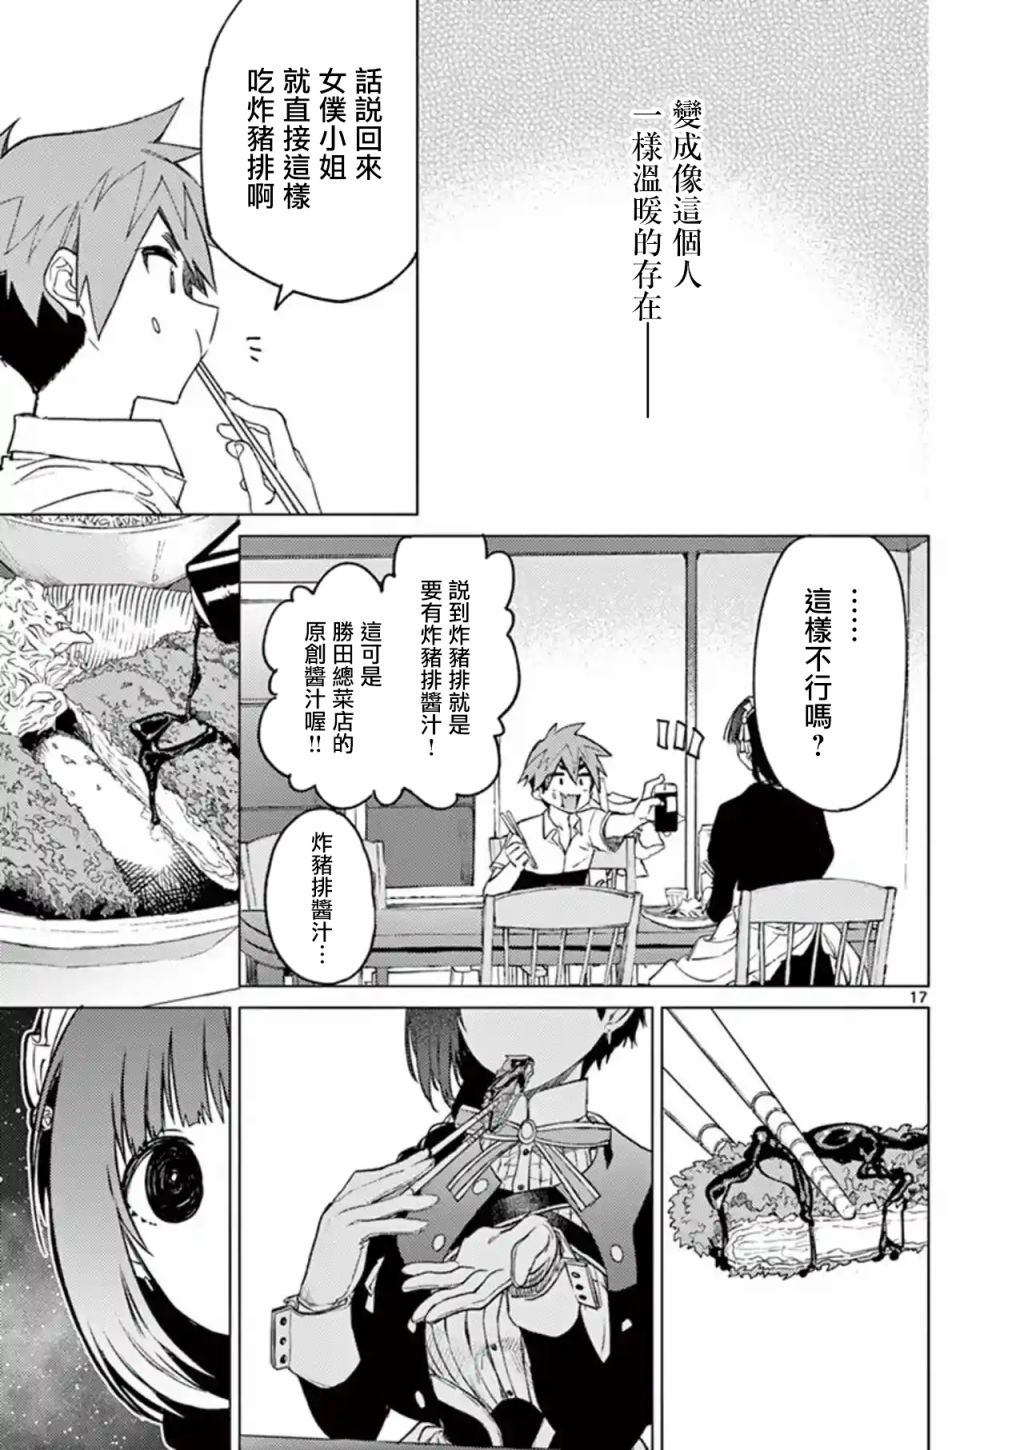 變成像這個人
一樣溫暖的存在——
話說回來
女僕小姐
就直接這樣
吃炸豬排啊
……
這樣不行嗎？
說到炸豬排就是
要有炸豬排醬汁！
這可是
勝田總菜店的
原創醬汁喔!!
炸豬排醬汁…
17